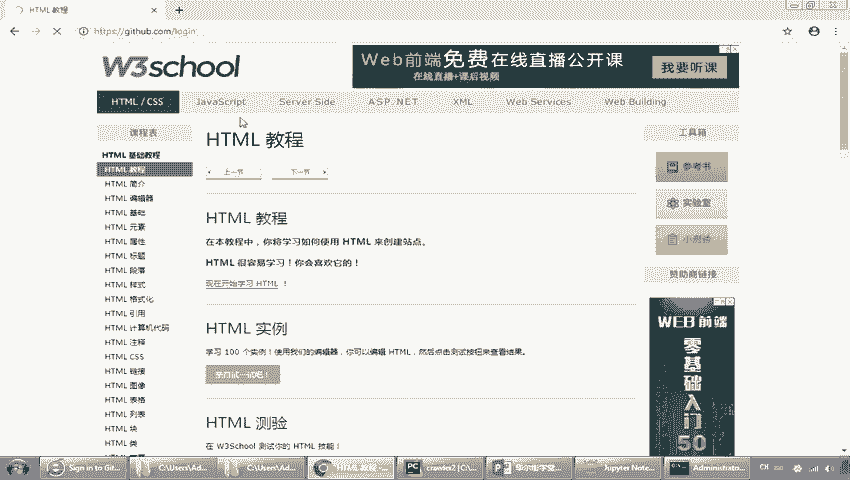 HTML 教程
https://github.com/login
W3school
Web前端免费在线直播公开课
在线直播+课后视频
我要听课
HTML / CSS
JavaScript
Server Side
ASP.NET
XML
Web Services
Web Building
课程表
HTML 基础教程
HTML 教程
HTML 简介
HTML 编辑器
HTML 基础
HTML 元素
HTML 属性
HTML 标题
HTML 段落
HTML 样式
HTML 格式化
HTML 引用
HTML 计算机代码
HTML 注释
HTML CSS
HTML 链接
HTML 图像
HTML 表格
HTML 列表
HTML 块
HTML 类
HTML 教程
上一节
下一节
HTML 教程
在本教程中，你将学习如何使用 HTML 来创建站点。
HTML 很容易学习！你会喜欢它的！
现在开始学习 HTML ！
HTML 实例
学习 100 个实例！使用我们的编辑器，你可以编辑 HTML，然后点击测试按钮来查看结果。
亲自试一试吧！
HTML 测验
在 W3School 测试你的 HTML 技能！
工具箱
参考书
实验室
小测试
赞助商链接
WEB 前端
零基础入门
50
Sign in to Git...
C:\Users\Ad...
C:\Users\Ad...
HTML 教程 -...
crawler2 [C:\...
Jupyter Note...
Administrato...
CH